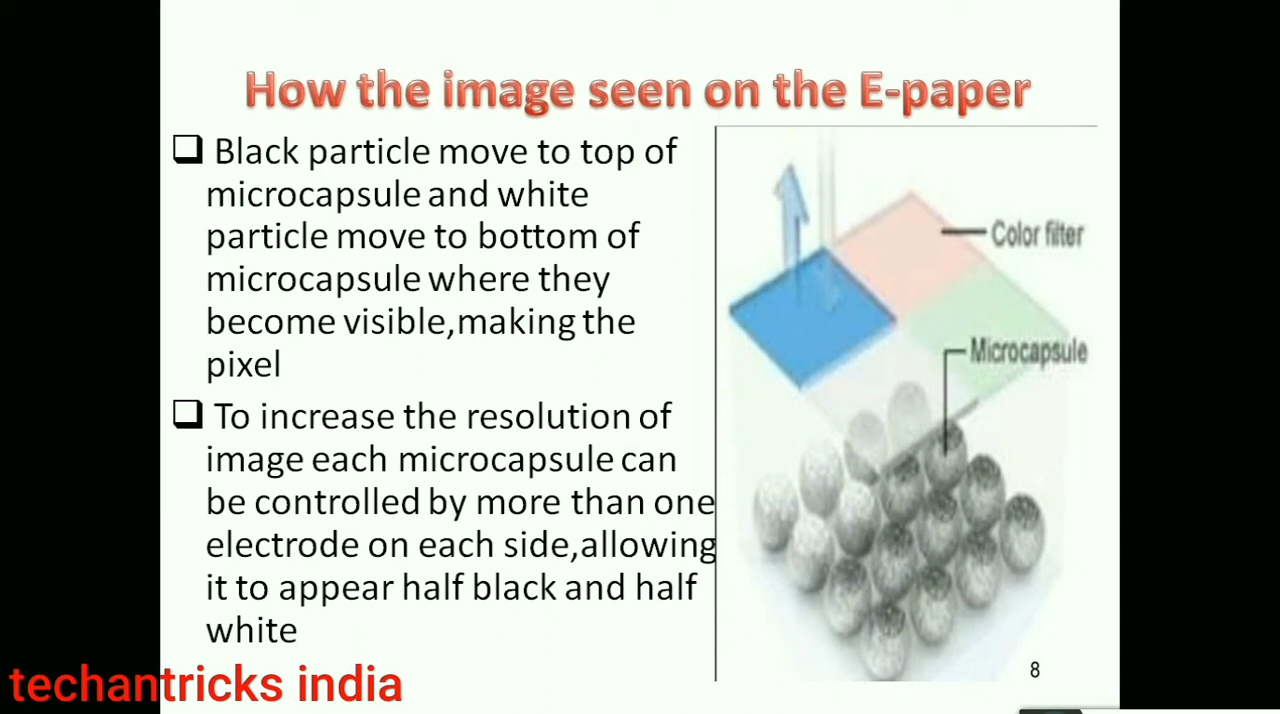 How the image seen on the E-paper
Black particle move to top of
microcapsule and white
particle move to bottom of
microcapsule where they
become visible,making the
pixel
To increase the resolution of
image each microcapsule can
be controlled by more than one
electrode on each side,allowing
it to appear half black and half
white
Color filter
Microcapsule
8
techantricks india